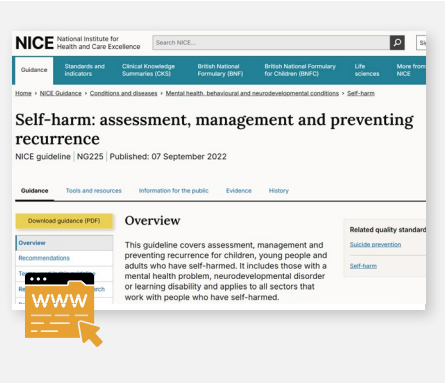 NICE National Institute for
Health and Care Excellence
Search NICE...
Guidance
Standards and
indicators
Clinical Knowledge
Summaries (CKS)
British National
Formulary (BNF)
British National Formulary
for Children (BNFC)
Life
sciences
More from
NICE
Home › NICE Guidance › Conditions and diseases › Mental health, behavioural and neurodevelopmental conditions › Self-harm
Self-harm: assessment, management and preventing
recurrence
NICE guideline | NG225 | Published: 07 September 2022
Guidance Tools and resources Information for the public Evidence History
Download guidance (PDF)
Overview
Recommendations
Overview
This guideline covers assessment, management and
preventing recurrence for children, young people and
adults who have self-harmed. It includes those with a
mental health problem, neurodevelopmental disorder
or learning disability and applies to all sectors that
work with people who have self-harmed.
Related quality standard
Suicide prevention
Self-harm
WWW